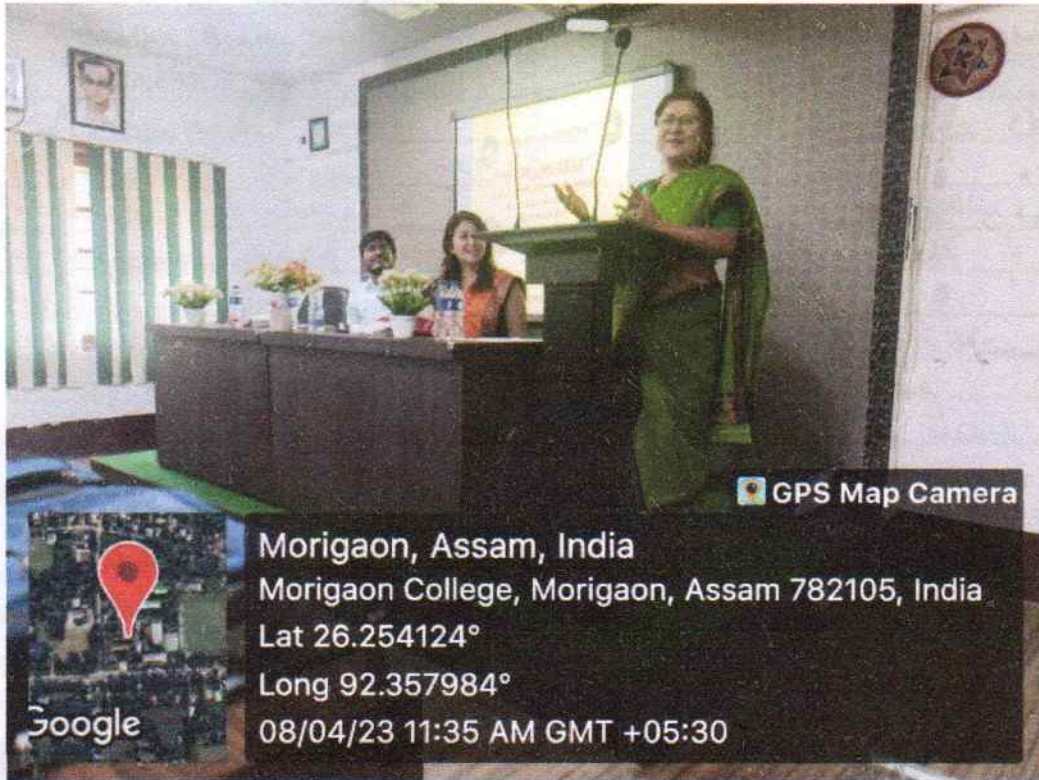 GPS Map Camera
Morigaon, Assam, India
Morigaon College, Morigaon, Assam 782105, India
Lat 26.254124°
Long 92.357984°
08/04/23 11:35 AM GMT +05:30
Google